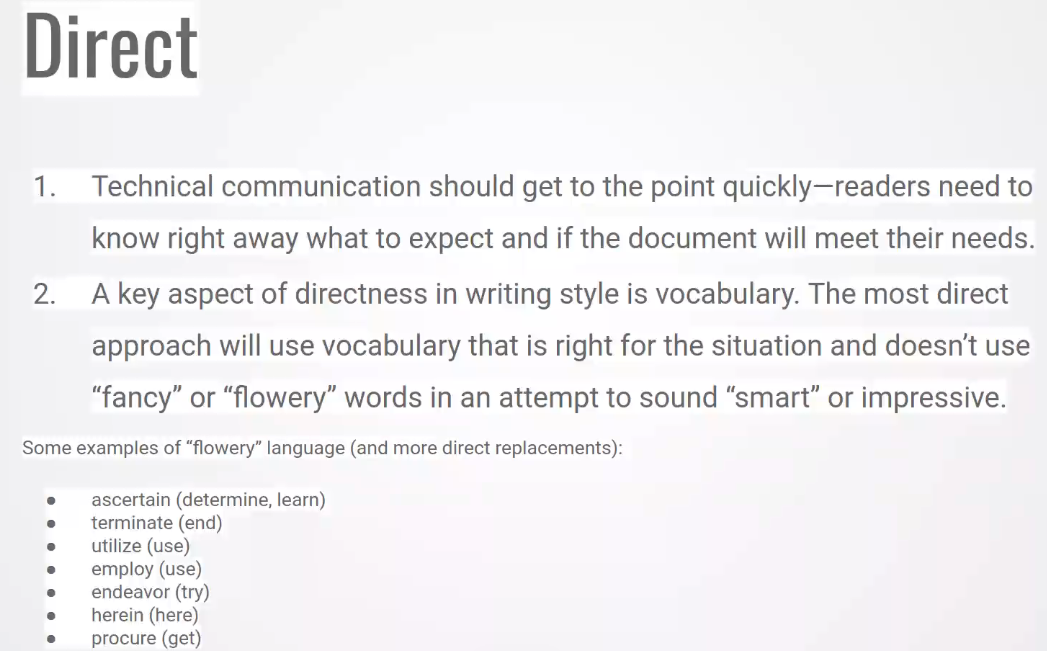 Direct
1. Technical communication should get to the point quickly—readers need to
know right away what to expect and if the document will meet their needs.
2. A key aspect of directness in writing style is vocabulary. The most direct
approach will use vocabulary that is right for the situation and doesn’t use
“fancy” or “flowery” words in an attempt to sound “smart” or impressive.
Some examples of “flowery” language (and more direct replacements):
● ascertain (determine, learn)
● terminate (end)
● utilize (use)
● employ (use)
● endeavor (try)
● herein (here)
● procure (get)